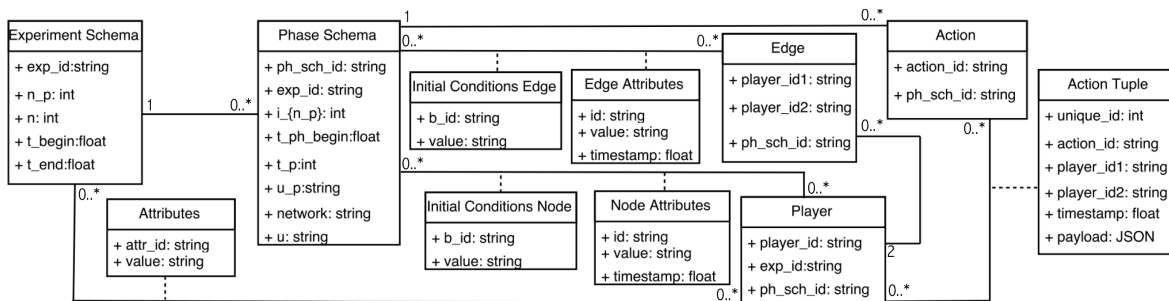 Experiment Schema
+ exp_id:string
+ n_p: int
+ n: int
+ t_begin:float
+ t_end:float
1
0..*
0..*
Phase Schema
+ ph_sch_id: string
+ exp_id: string
+ i_{n_p}: int
+ t_ph_begin:float
+ t_p:int
+ u_p:string
+ network: string
+ u: string
1
0..*
0..*
0..*
0..*
Initial Conditions Edge
+ b_id: string
+ value: string
Edge Attributes
+ id: string
+ value: string
+ timestamp: float
Edge
+ player_id1: string
+ player_id2: string
+ ph_sch_id: string
0..*
Action
+ action_id: string
+ ph_sch_id: string
0..*
Action Tuple
+ unique_id: int
+ action_id: string
+ player_id1: string
+ player_id2: string
+ timestamp: float
+ payload: JSON
Attributes
+ attr_id: string
+ value: string
Initial Conditions Node
+ b_id: string
+ value: string
Node Attributes
+ id: string
+ value: string
+ timestamp: float
0..*
Player
+ player_id: string
+ exp_id:string
+ ph_sch_id: string
2
0..*
0..*